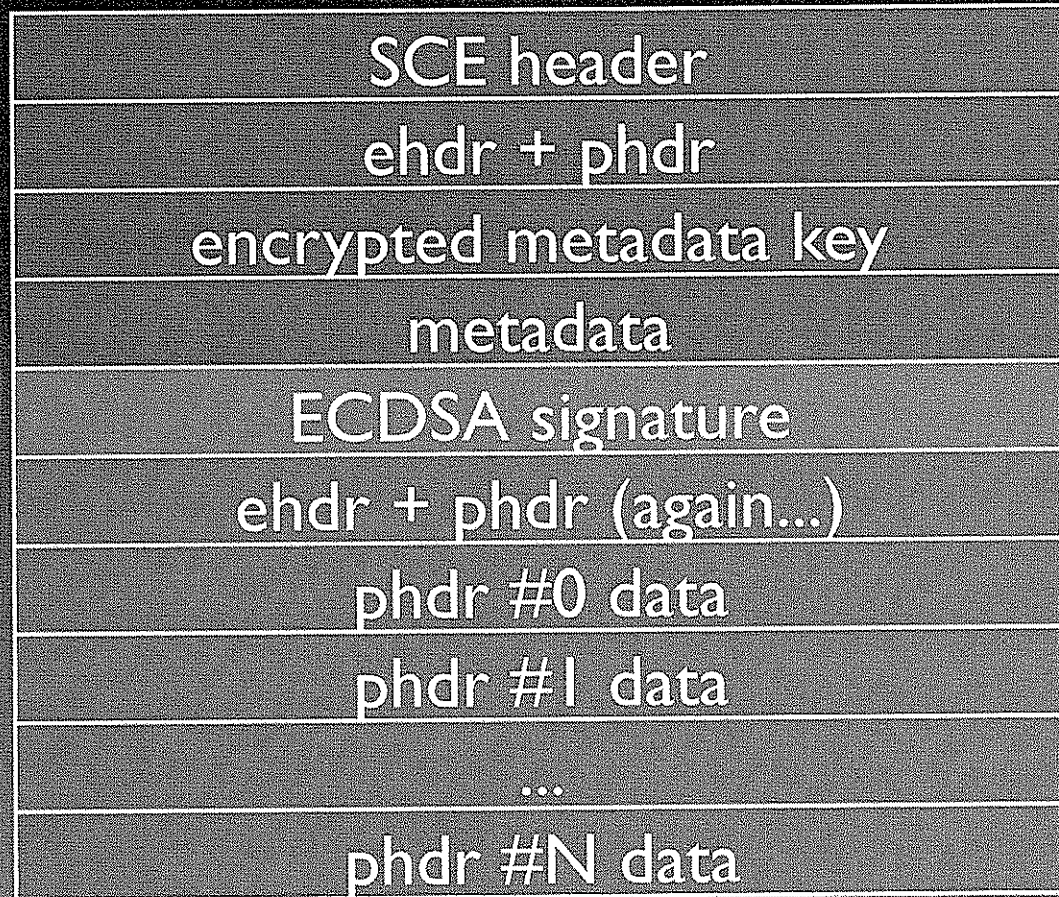 SCE header
ehdr + phdr
encrypted metadata key
metadata
ECDSA signature
ehdr + phdr (again...)
phdr #0 data
phdr #1 data
...
phdr #N data